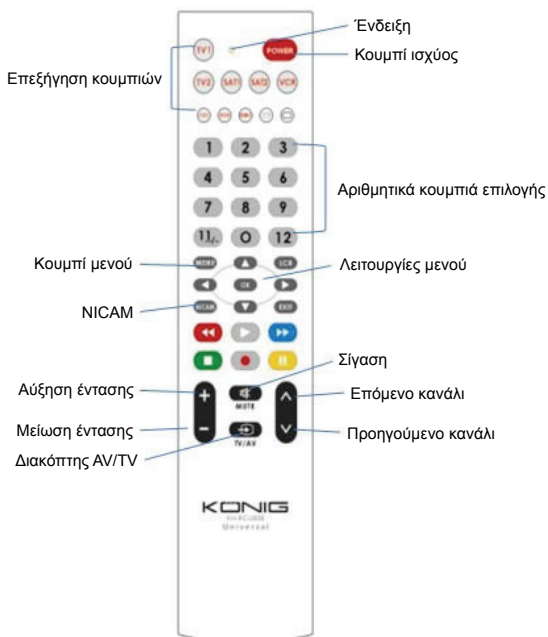 Ένδειξη
TV1
POWER
Κουμπί ισχύος
Επεξήγηση κουμπιών
TV2 SAT1 SAT2 VCR
1 2 3
4 5 6
7 8 9
Αριθμητικά κουμπιά επιλογής
11-/-- 0 12
Κουμπί μενού
MENU
OK
Λειτουργίες μενού
NICAM
NICAM EXIT
Σίγαση
Αύξηση έντασης
+
MUTE
Επόμενο κανάλι
Μείωση έντασης
-
Προηγούμενο κανάλι
TV/AV
Διακόπτης AV/TV
KÖNIG
Universal